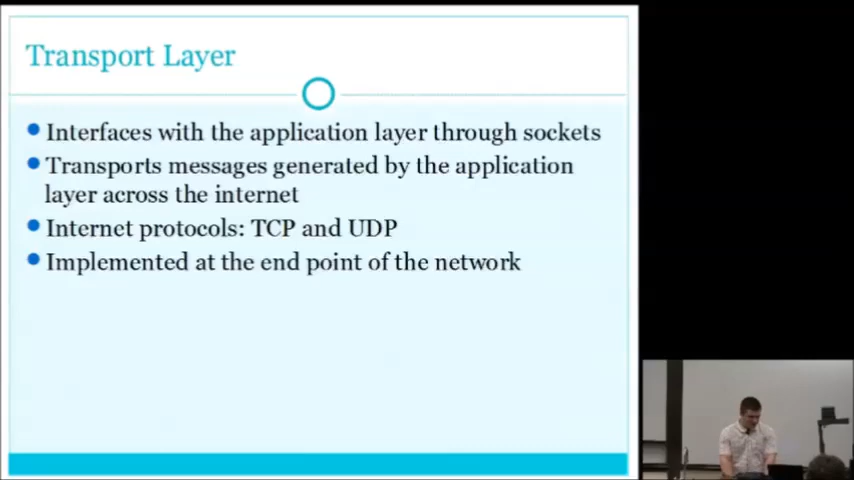 Transport Layer
Interfaces with the application layer through sockets
Transports messages generated by the application
layer across the internet
Internet protocols: TCP and UDP
Implemented at the end point of the network